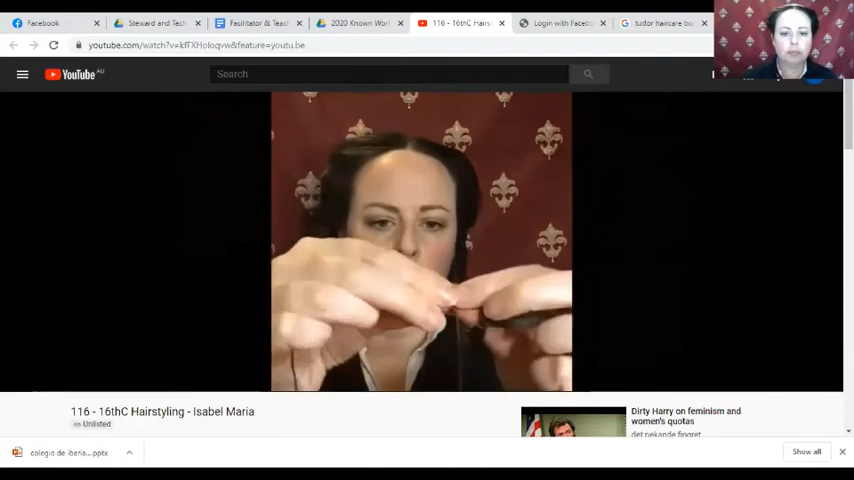 Facebook
Steward and Tech
Facilitator & Teach
2020 Known Worl
116 - 16thC Hairst
Login with Facebo
tudor haircare boo
youtube.com/watch?v=kfFXHoloqvw&feature=youtu.be
YouTube AU
Search
116 - 16thC Hairstyling - Isabel Maria
Unlisted
Dirty Harry on feminism and
women's quotas
det pekande fingret
colegio de iberia....pptx
Show all